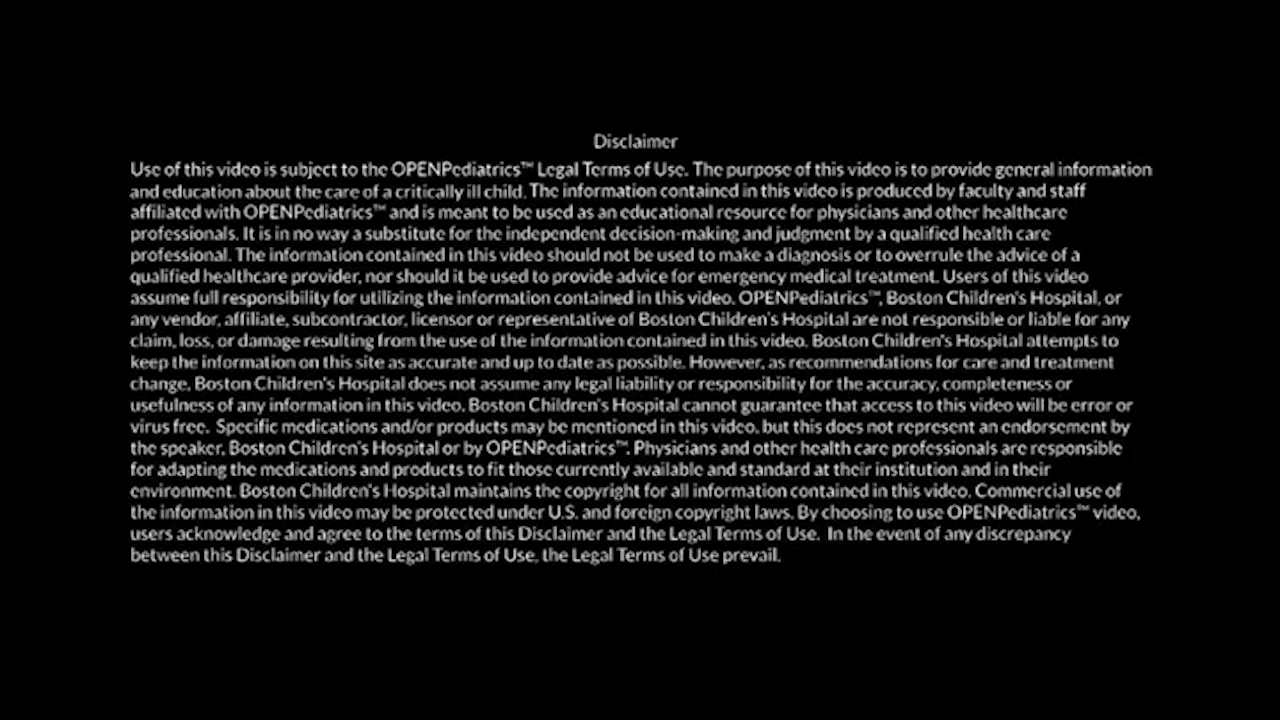 Disclaimer
Use of this video is subject to the OPENPediatrics™ Legal Terms of Use. The purpose of this video is to provide general information
and education about the care of a critically ill child. The information contained in this video is produced by faculty and staff
affiliated with OPENPediatrics™ and is meant to be used as an educational resource for physicians and other healthcare
professionals. It is in no way a substitute for the independent decision-making and judgment by a qualified health care
professional. The information contained in this video should not be used to make a diagnosis or to overrule the advice of a
qualified healthcare provider, nor should it be used to provide advice for emergency medical treatment. Users of this video
assume full responsibility for utilizing the information contained in this video. OPENPediatrics™, Boston Children's Hospital, or
any vendor, affiliate, subcontractor, licensor or representative of Boston Children's Hospital are not responsible or liable for any
claim, loss, or damage resulting from the use of the information contained in this video. Boston Children's Hospital attempts to
keep the information on this site as accurate and up to date as possible. However, as recommendations for care and treatment
change, Boston Children's Hospital does not assume any legal liability or responsibility for the accuracy, completeness or
usefulness of any information in this video. Boston Children's Hospital cannot guarantee that access to this video will be error or
virus free.  Specific medications and/or products may be mentioned in this video, but this does not represent an endorsement by
the speaker, Boston Children's Hospital or by OPENPediatrics™. Physicians and other health care professionals are responsible
for adapting the medications and products to fit those currently available and standard at their institution and in their
environment. Boston Children's Hospital maintains the copyright for all information contained in this video. Commercial use of
the information in this video may be protected under U.S. and foreign copyright laws. By choosing to use OPENPediatrics™ video,
users acknowledge and agree to the terms of this Disclaimer and the Legal Terms of Use.  In the event of any discrepancy
between this Disclaimer and the Legal Terms of Use, the Legal Terms of Use prevail.